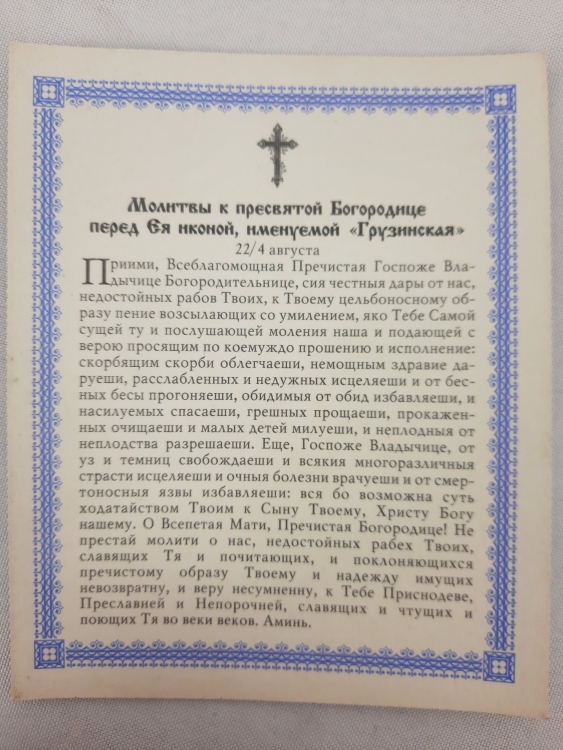 Молитвы к пресвятой Богородице
перед Ея иконой, именуемой «Грузинская»
22/4 августа
Приими, Всеблагомощная Пречистая Госпоже Вла-
дычице Богородительнице, сия честныя дары от нас,
недостойных рабов Твоих, к Твоему цельбоносному об-
разу пение возсылающих со умилением, яко Тебе Самой
сущей ту и послушающей моления наша и подающей с
верою просящим по коемуждо прошению и исполнение:
скорбящим скорби облегчаеши, немощным здравие да-
руеши, расслабленных и недужных исцеляеши и от бес-
ных бесы прогоняеши, обидимыя от обид избавляеши, и
насилуемых спасаеши, грешных прощаеши, прокажен-
ных очищаеши и малых детей милуеши, и неплодныя от
неплодства разрешаеши. Еще, Госпоже Владычице, от
уз и темниц свобождаеши и всякия многоразличныя
страсти исцеляеши и очныя болезни врачуеши и от смер-
тоносныя язвы избавляеши: вся бо возможна суть
ходатайством Твоим к Сыну Твоему, Христу Богу
нашему. О Всепетая Мати, Пречистая Богородице! Не
престай молити о нас, недостойных рабех Твоих,
славящих Тя и почитающих, и поклоняющихся
пречистому образу Твоему и надежду имущих
невозвратну, и веру несумненну, к Тебе Приснодеве,
Преславней и Непорочней, славящих и чтущих и
поющих Тя во веки веков. Аминь.